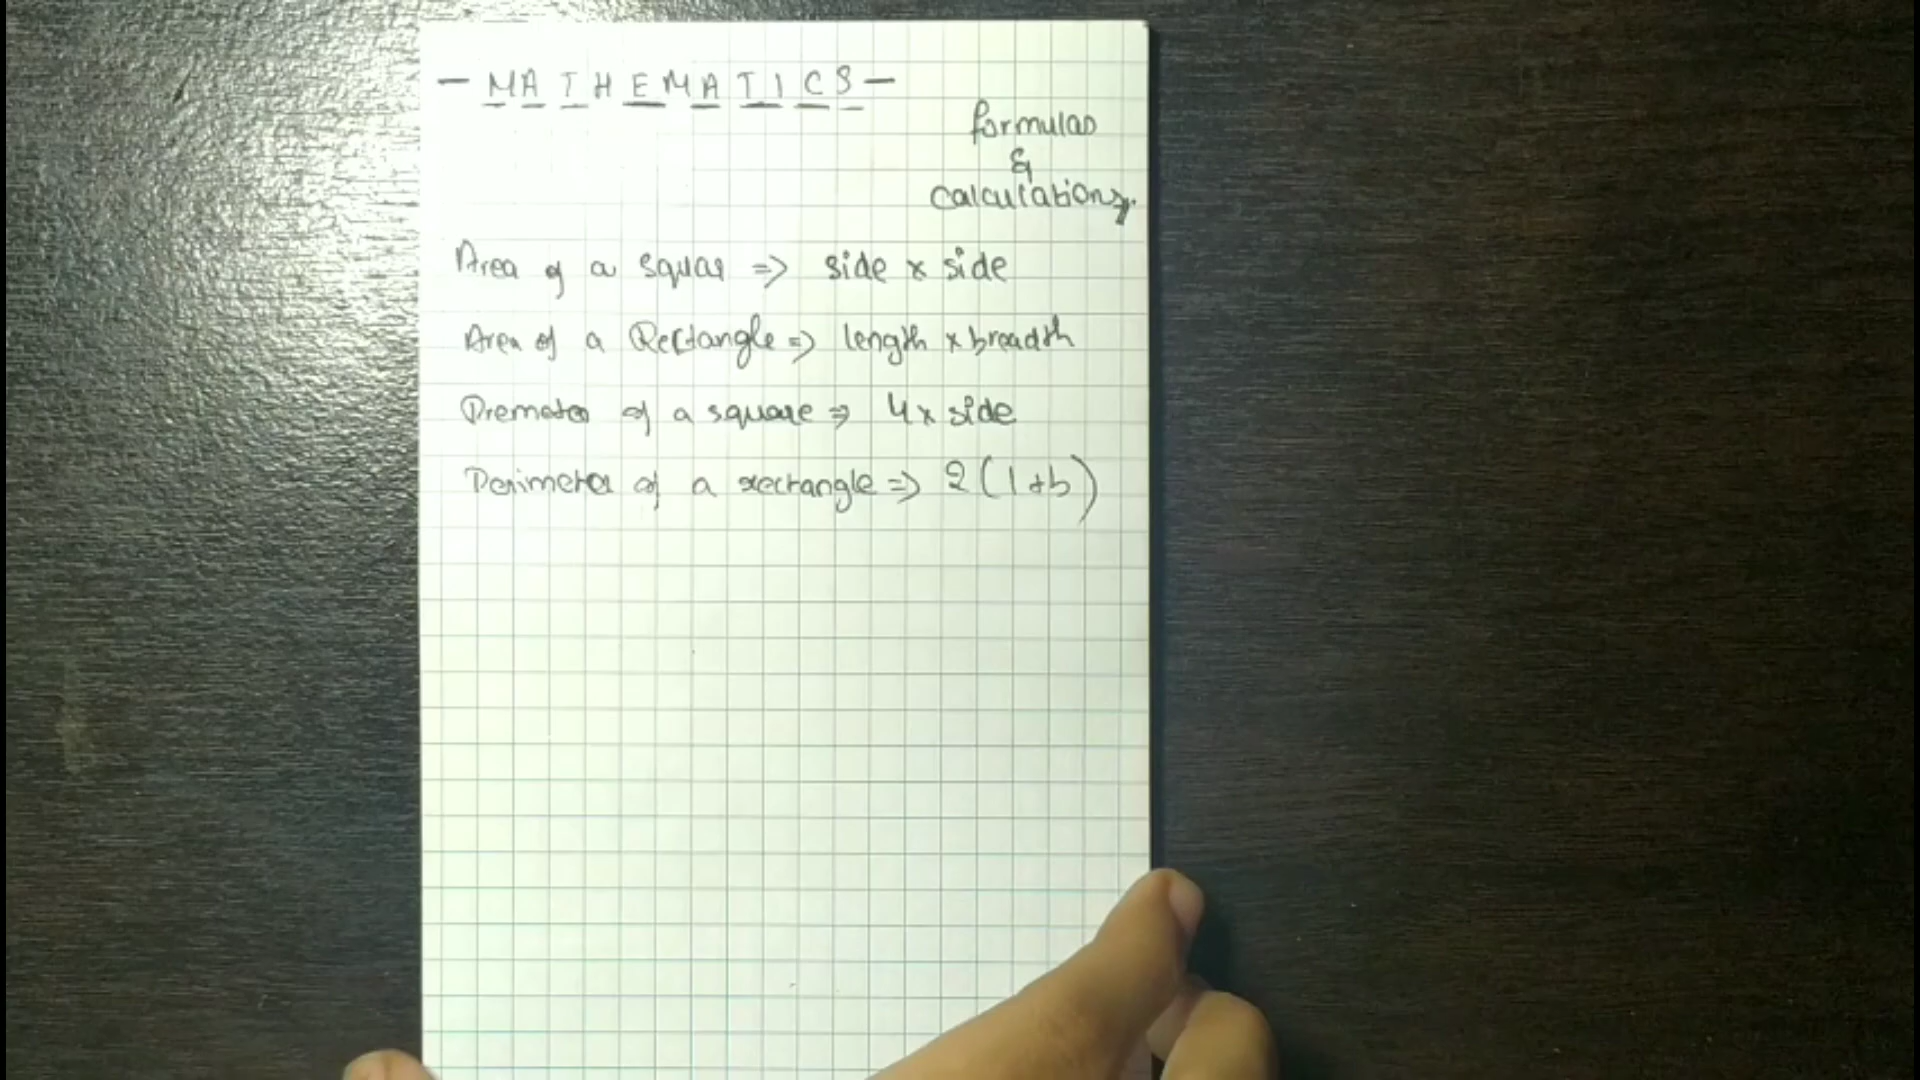 - MATHEMATICS -
formulas
&
calculations
Area of a squar => side x side
Area of a Rectangle => length x breadth
Premeter of a square => 4 x side
Perimeter of a rectangle => 2 (l+b)